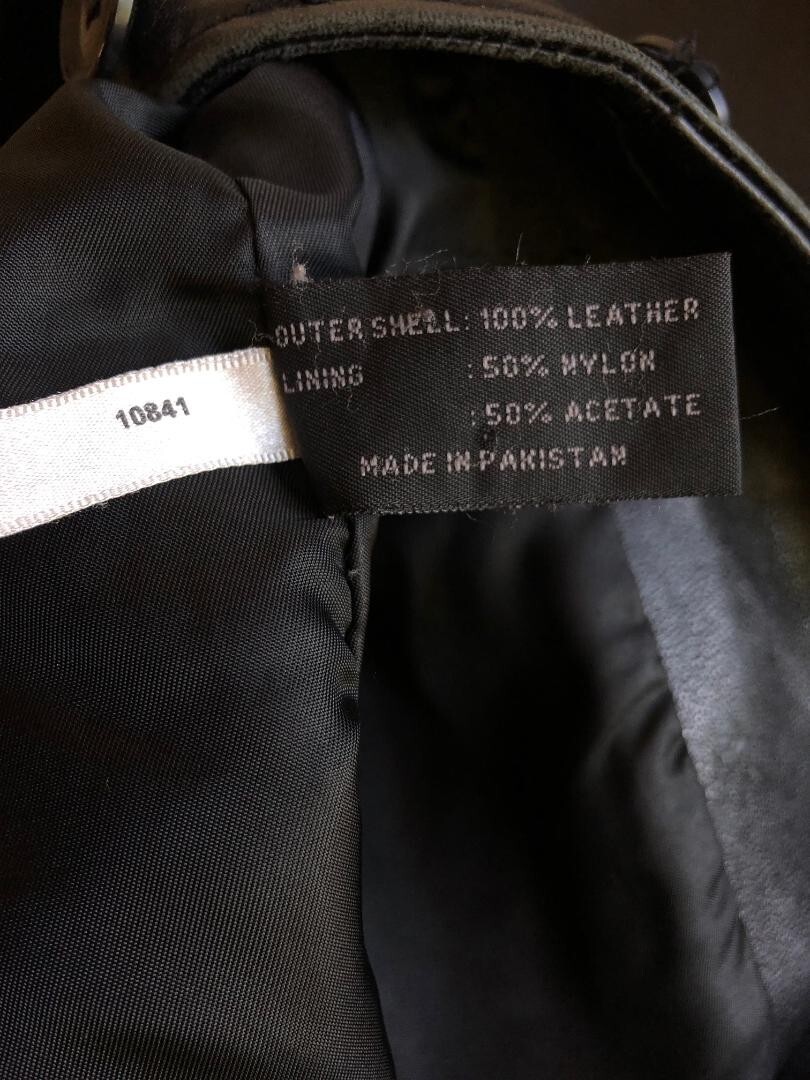 OUTER SHELL: 100% LEATHER
LINING :50% NYLON
:50% ACETATE
MADE IN PAKISTAN
10841